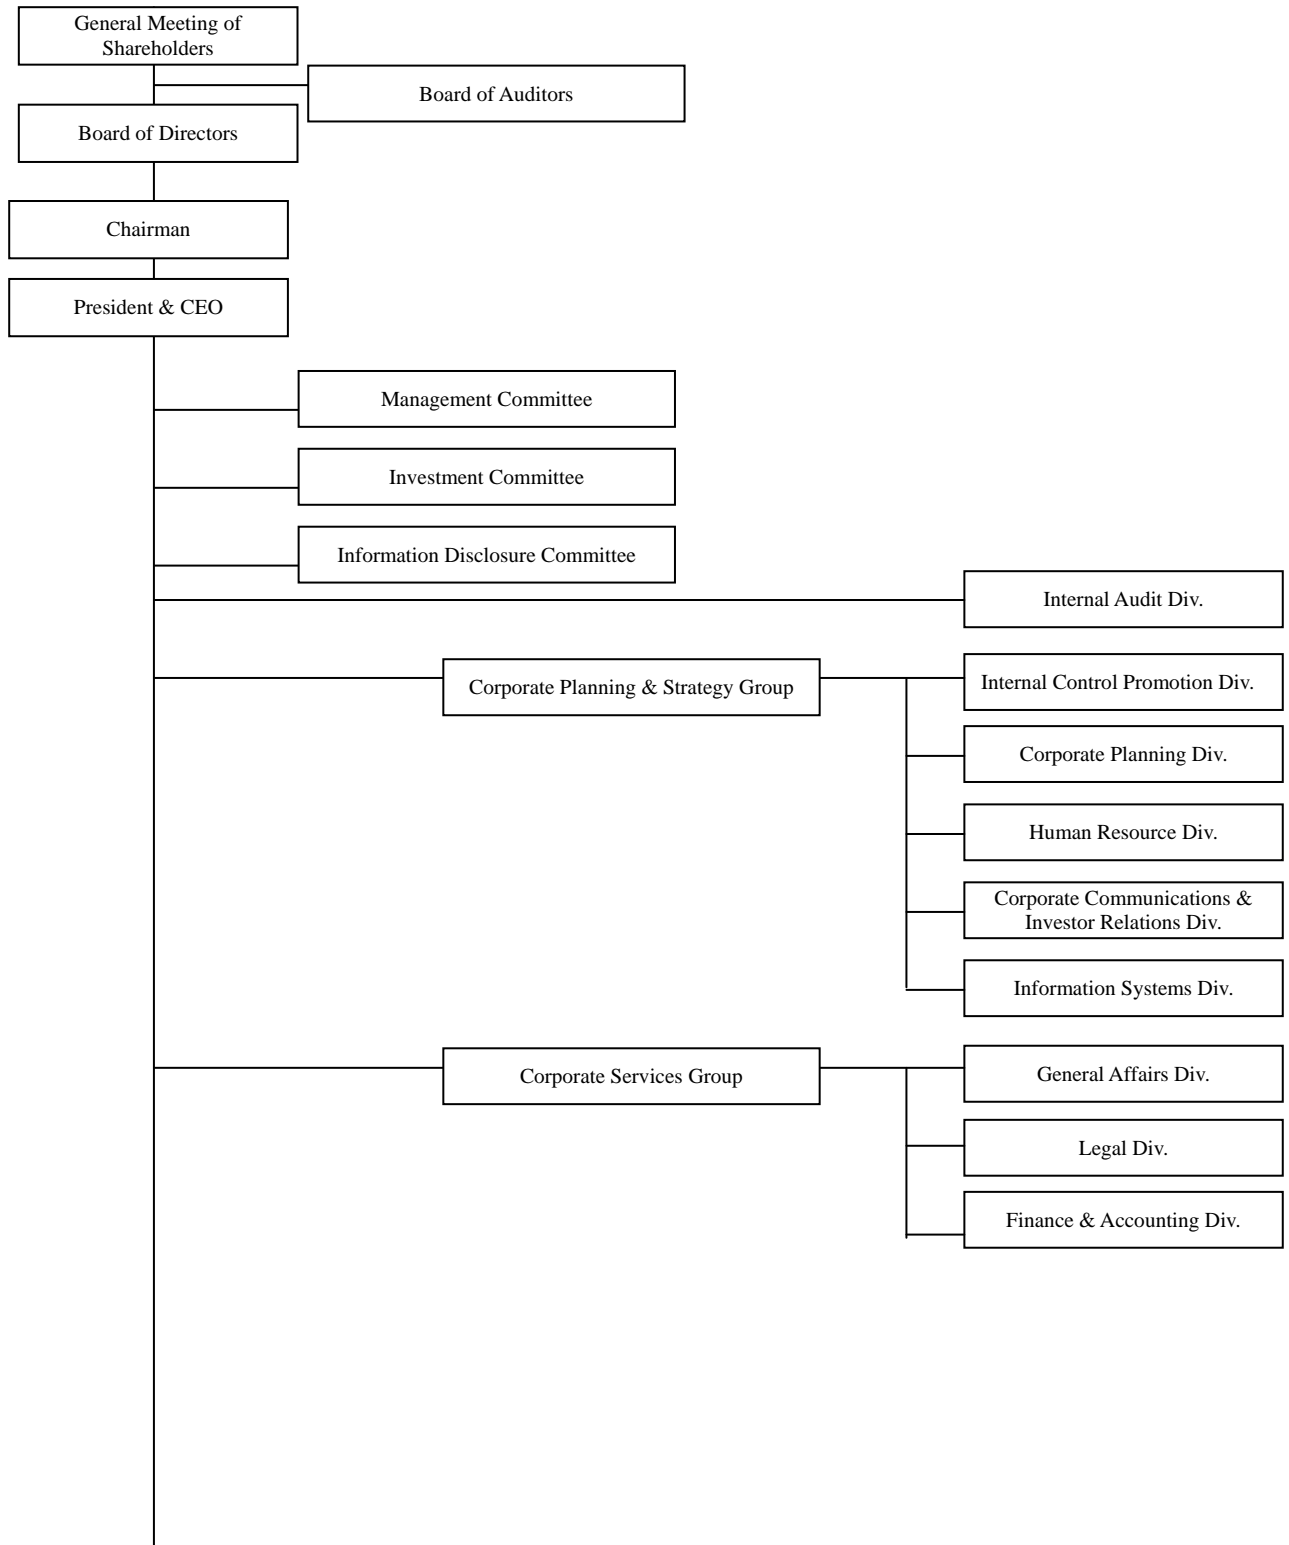 General Meeting of
Shareholders
Board of Auditors
Board of Directors
Chairman
President & CEO
Management Committee
Investment Committee
Information Disclosure Committee
Internal Audit Div.
Corporate Planning & Strategy Group
Internal Control Promotion Div.
Corporate Planning Div.
Human Resource Div.
Corporate Communications &
Investor Relations Div.
Information Systems Div.
Corporate Services Group
General Affairs Div.
Legal Div.
Finance & Accounting Div.